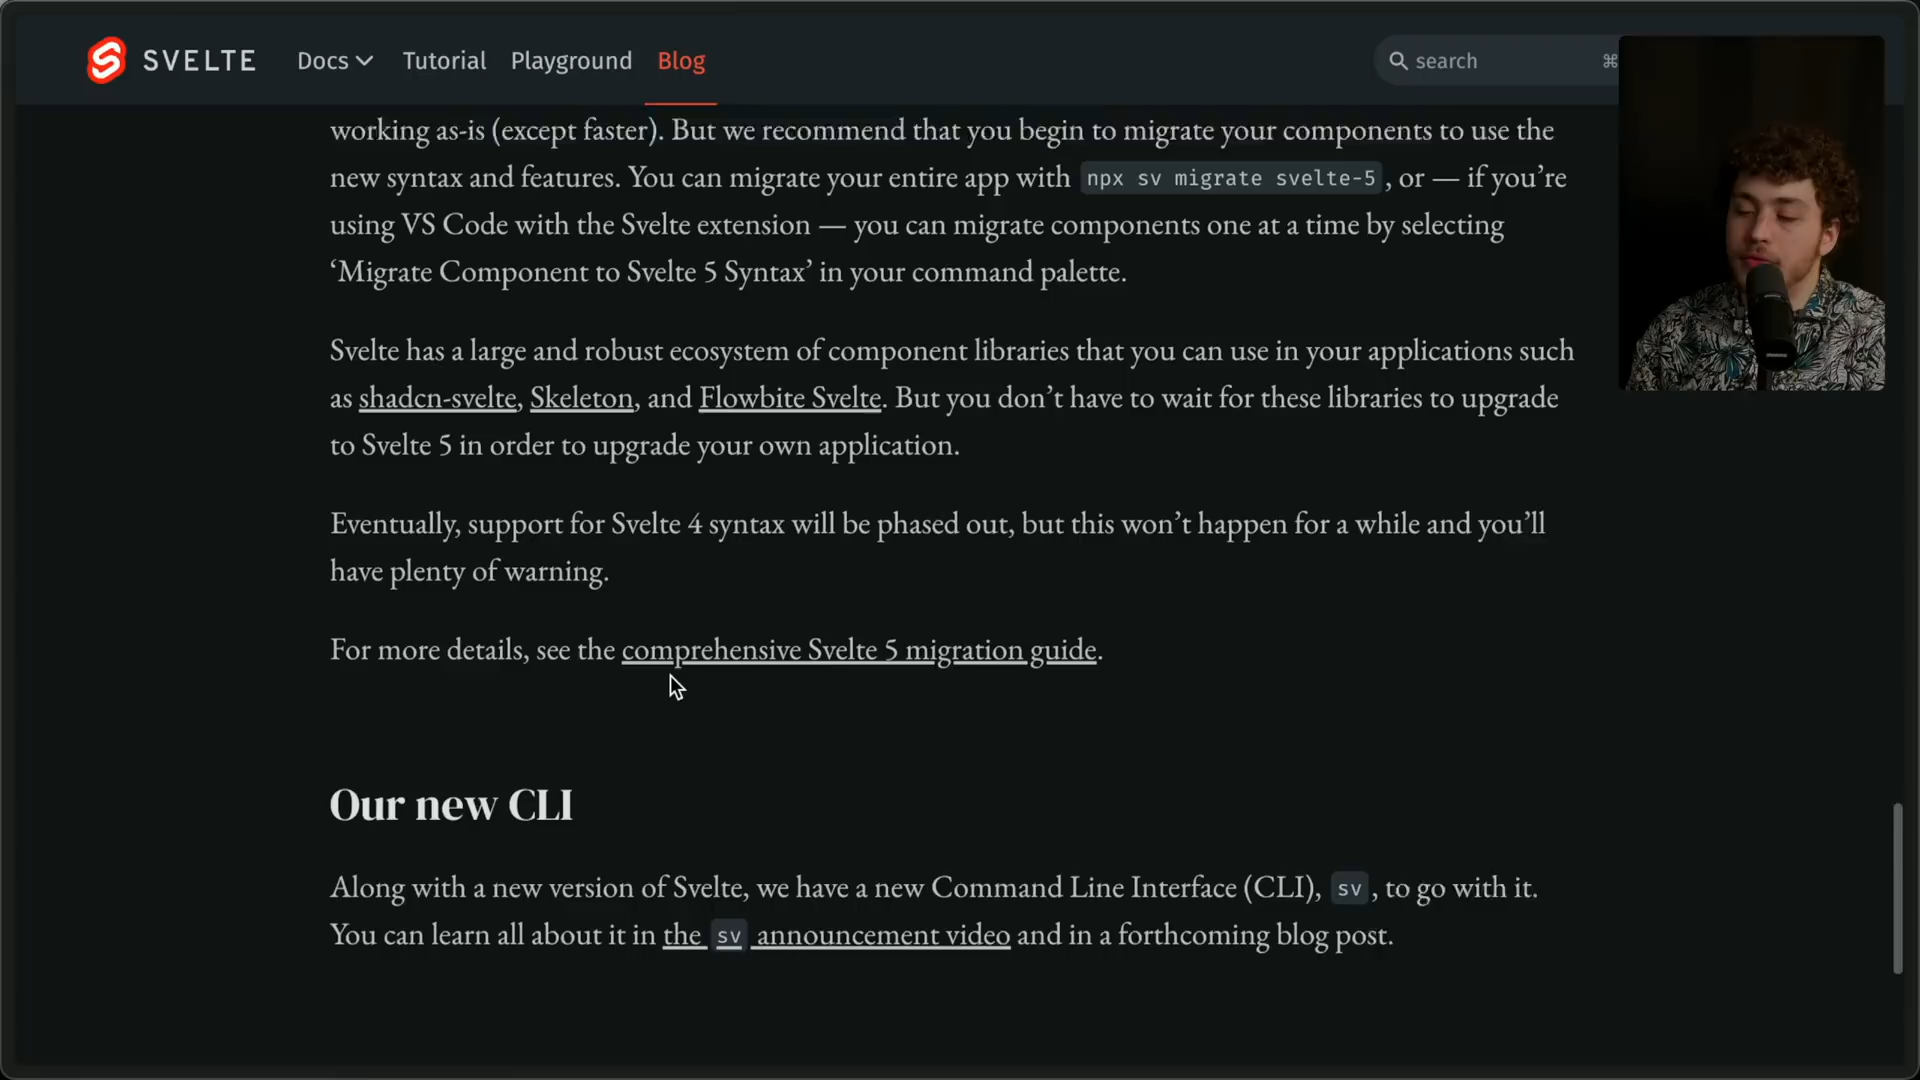 SVELTE Docs Tutorial Playground Blog search ⌘
working as-is (except faster). But we recommend that you begin to migrate your components to use the
new syntax and features. You can migrate your entire app with npx sv migrate svelte-5, or — if you’re
using VS Code with the Svelte extension — you can migrate components one at a time by selecting
‘Migrate Component to Svelte 5 Syntax’ in your command palette.
Svelte has a large and robust ecosystem of component libraries that you can use in your applications such
as shadcn-svelte, Skeleton, and Flowbite Svelte. But you don’t have to wait for these libraries to upgrade
to Svelte 5 in order to upgrade your own application.
Eventually, support for Svelte 4 syntax will be phased out, but this won’t happen for a while and you’ll
have plenty of warning.
For more details, see the comprehensive Svelte 5 migration guide.
Our new CLI
Along with a new version of Svelte, we have a new Command Line Interface (CLI), sv, to go with it.
You can learn all about it in the sv announcement video and in a forthcoming blog post.